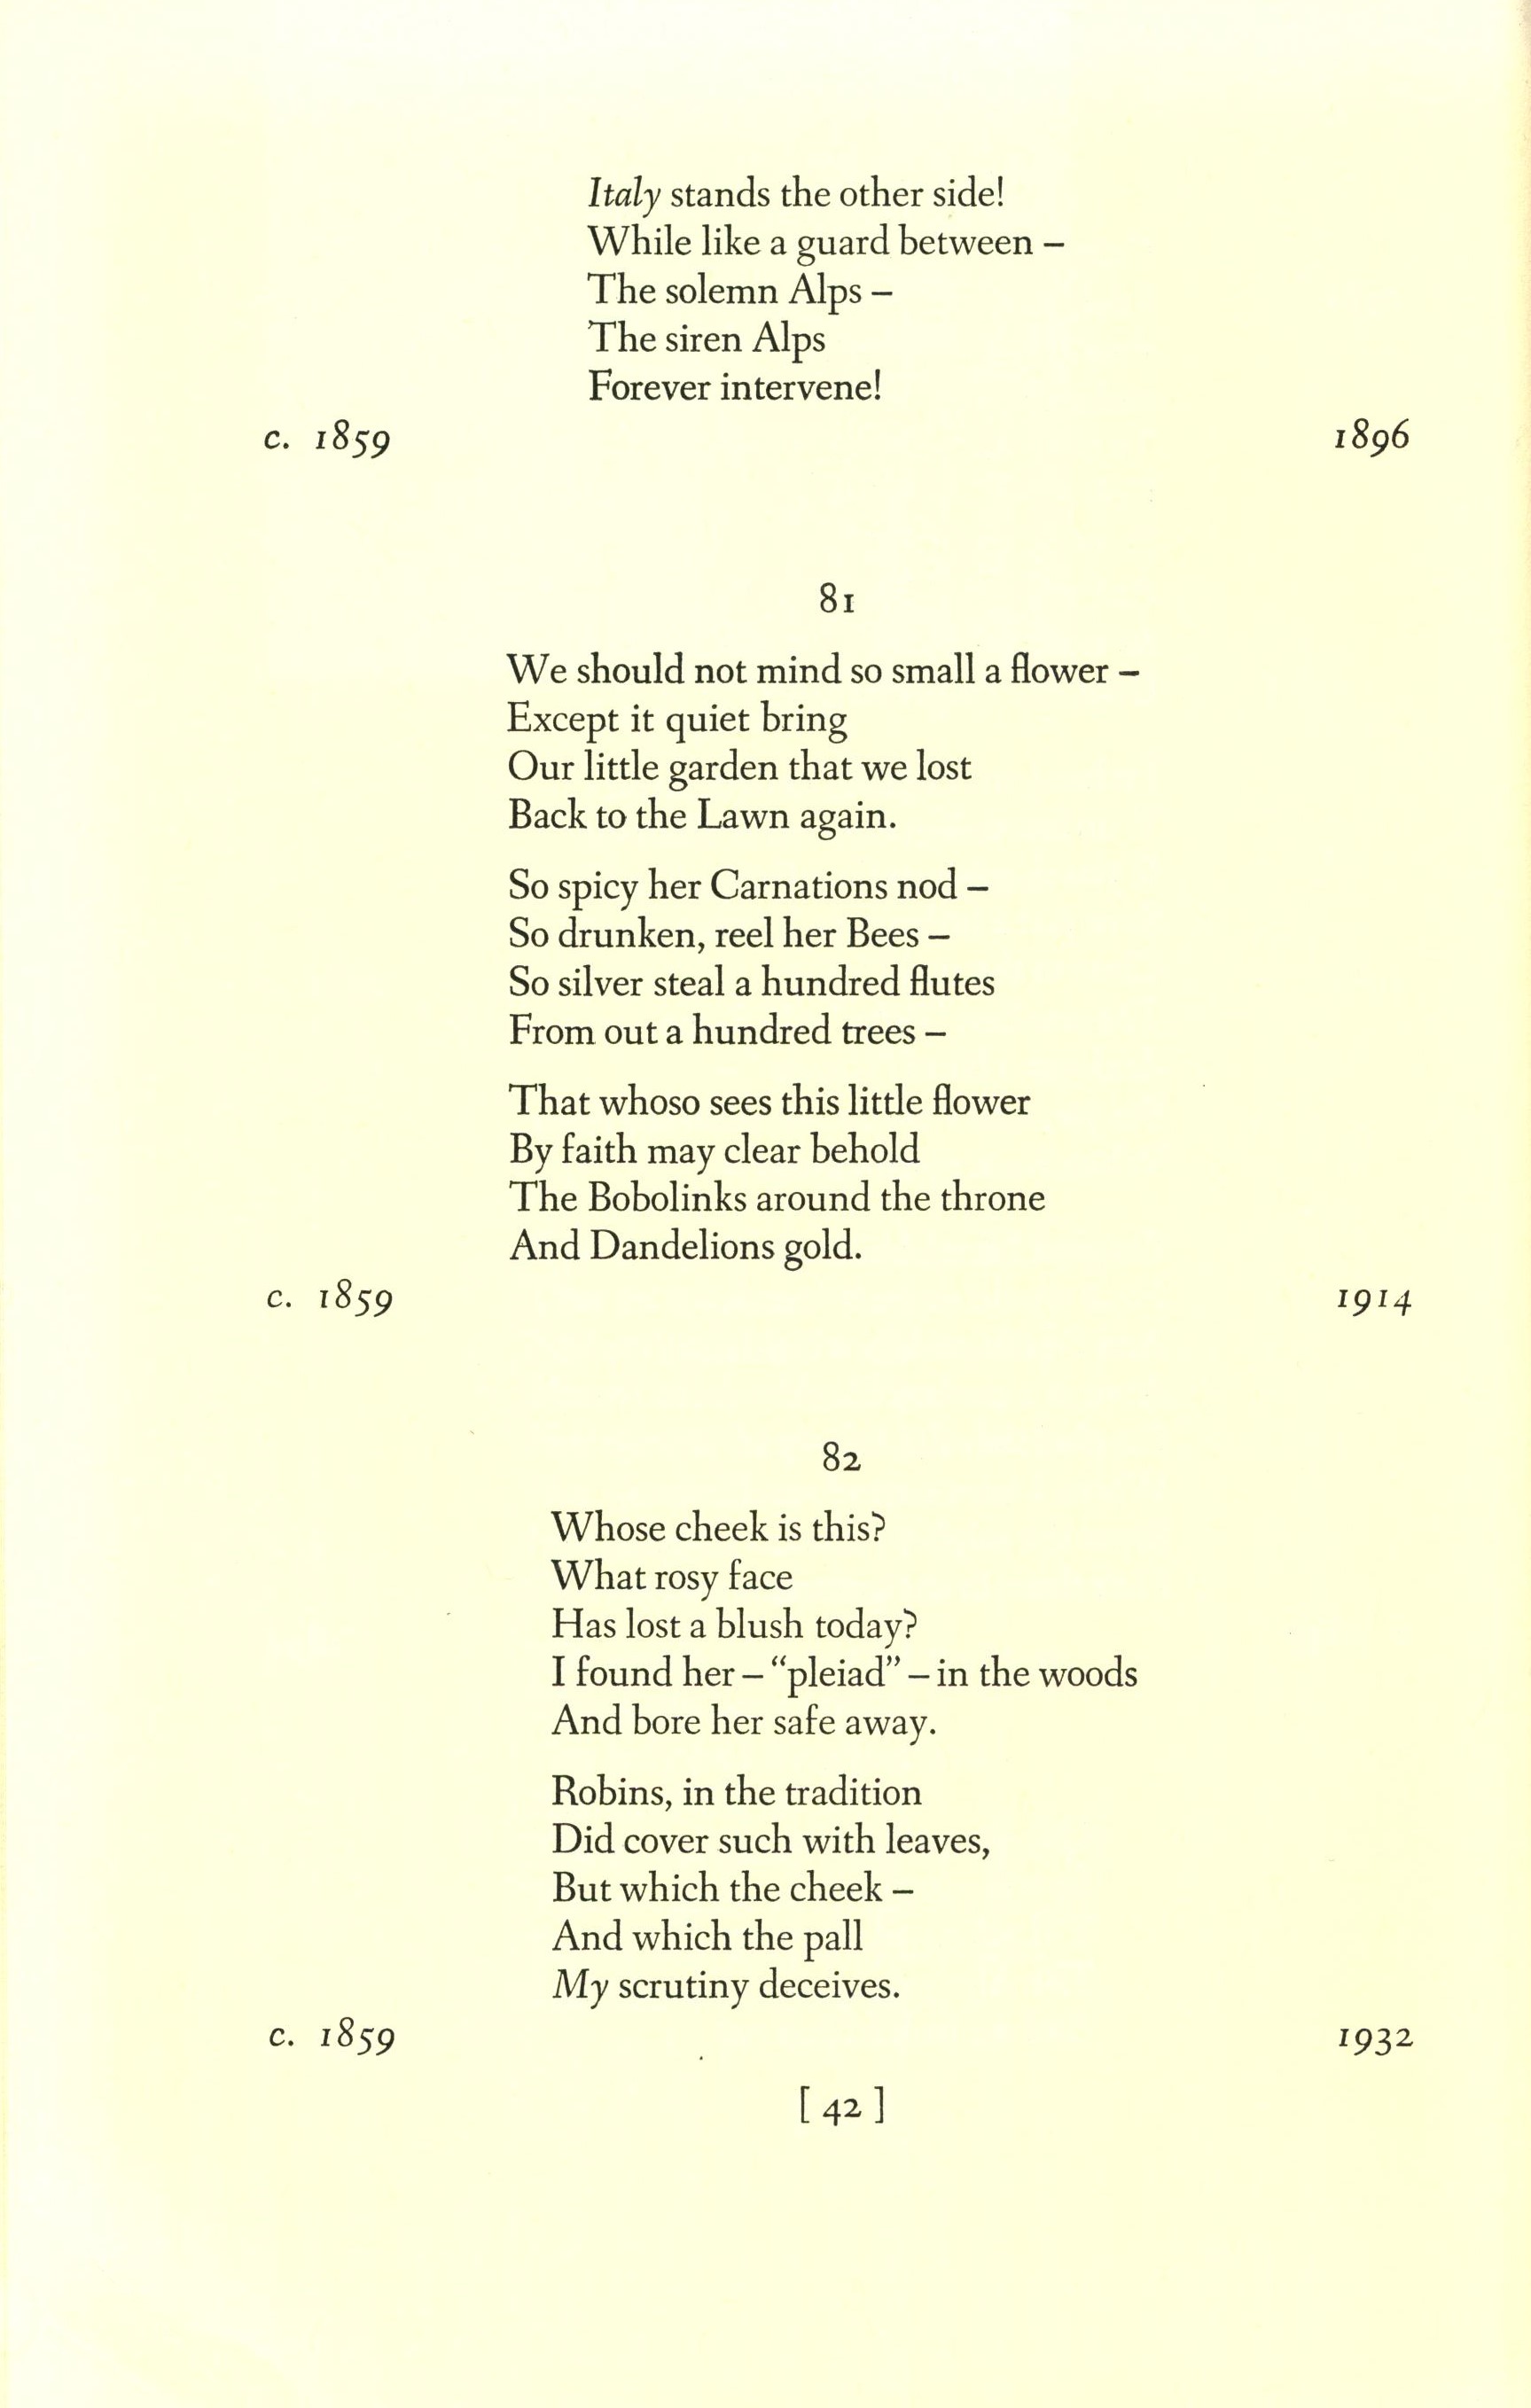 Italy stands the other side!
While like a guard between –
The solemn Alps –
The siren Alps
Forever intervene!
c. 1859 1896
81
We should not mind so small a flower –
Except it quiet bring
Our little garden that we lost
Back to the Lawn again.
So spicy her Carnations nod –
So drunken, reel her Bees –
So silver steal a hundred flutes
From out a hundred trees –
That whoso sees this little flower
By faith may clear behold
The Bobolinks around the throne
And Dandelions gold.
c. 1859 1914
82
Whose cheek is this?
What rosy face
Has lost a blush today?
I found her – “pleiad” – in the woods
And bore her safe away.
Robins, in the tradition
Did cover such with leaves,
But which the cheek –
And which the pall
My scrutiny deceives.
c. 1859 1932
[ 42 ]